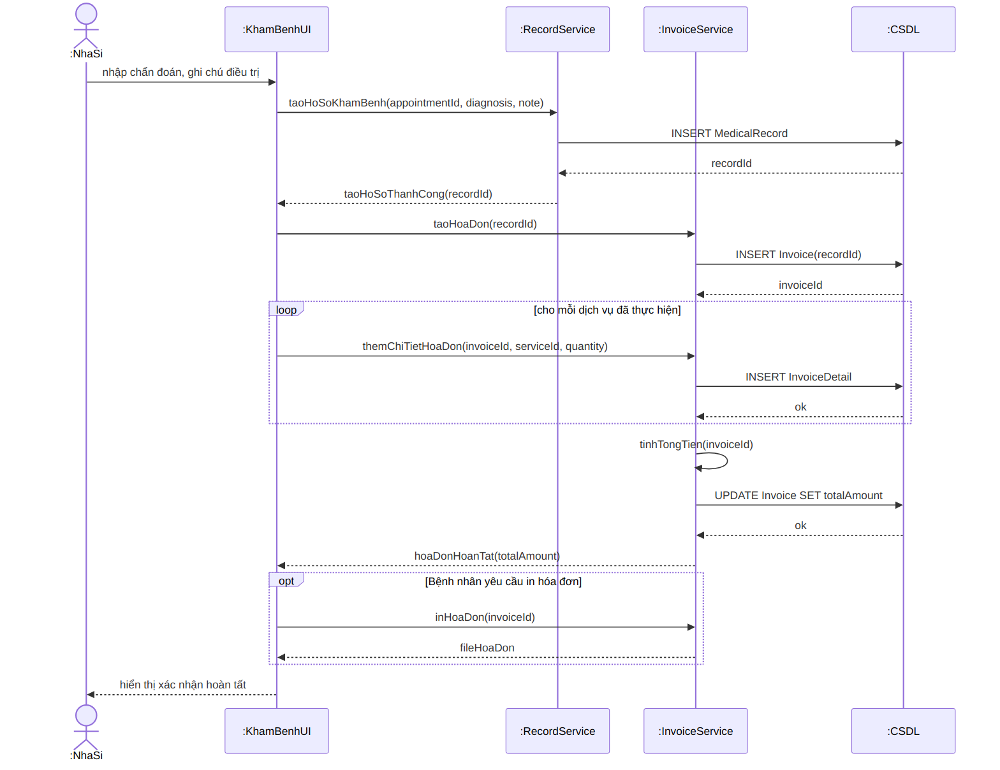 :NhaSi
:KhamBenhUI
:RecordService
:InvoiceService
:CSDL
nhập chẩn đoán, ghi chú điều trị
taoHoSoKhamBenh(appointmentId, diagnosis, note)
INSERT MedicalRecord
recordId
taoHoSoThanhCong(recordId)
taoHoaDon(recordId)
INSERT Invoice(recordId)
invoiceId
loop
[cho mỗi dịch vụ đã thực hiện]
themChiTietHoaDon(invoiceId, serviceId, quantity)
INSERT InvoiceDetail
ok
tinhTongTien(invoiceId)
UPDATE Invoice SET totalAmount
ok
hoaDonHoanTat(totalAmount)
opt
[Bệnh nhân yêu cầu in hóa đơn]
inHoaDon(invoiceId)
fileHoaDon
hiển thị xác nhận hoàn tất
:NhaSi
:KhamBenhUI
:RecordService
:InvoiceService
:CSDL